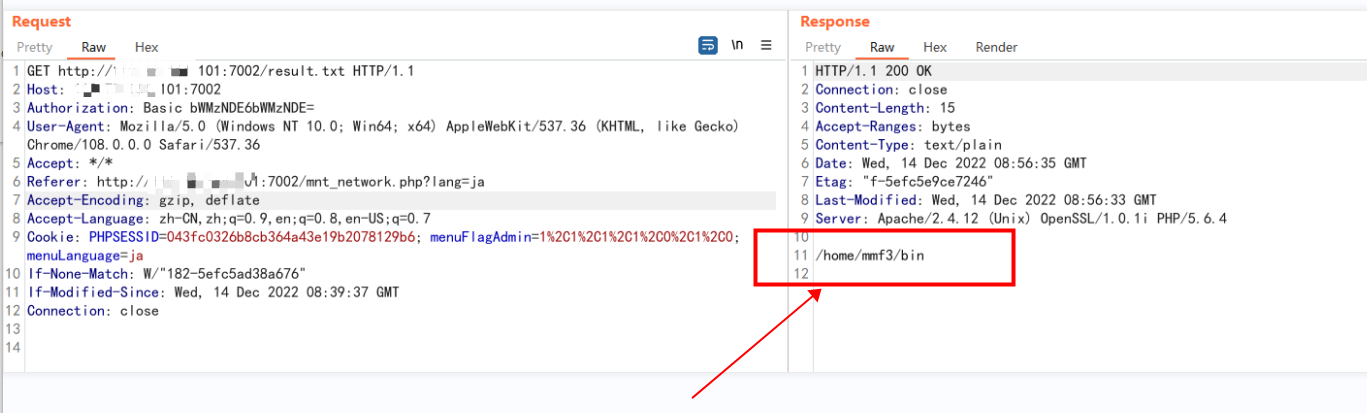 Request
Pretty Raw Hex \n
1 GET http://1 101:7002/result.txt HTTP/1.1
2 Host: 101:7002
3 Authorization: Basic bWMzNDE6bWMzNDE=
4 User-Agent: Mozilla/5.0 (Windows NT 10.0; Win64; x64) AppleWebKit/537.36 (KHTML, like Gecko)
Chrome/108.0.0.0 Safari/537.36
5 Accept: */*
6 Referer: http:/ 1:7002/mnt_network.php?lang=ja
7 Accept-Encoding: gzip, deflate
8 Accept-Language: zh-CN,zh;q=0.9,en;q=0.8,en-US;q=0.7
9 Cookie: PHPSESSID=043fc0326b8cb364a43e19b2078129b6; menuFlagAdmin=1%2C1%2C1%2C1%2C0%2C1%2C0;
menuLanguage=ja
10 If-None-Match: W/"182-5efc5ad38a676"
11 If-Modified-Since: Wed, 14 Dec 2022 08:39:37 GMT
12 Connection: close
13
14
Response
Pretty Raw Hex Render
1 HTTP/1.1 200 OK
2 Connection: close
3 Content-Length: 15
4 Accept-Ranges: bytes
5 Content-Type: text/plain
6 Date: Wed, 14 Dec 2022 08:56:35 GMT
7 Etag: "f-5efc5e9ce7246"
8 Last-Modified: Wed, 14 Dec 2022 08:56:33 GMT
9 Server: Apache/2.4.12 (Unix) OpenSSL/1.0.1i PHP/5.6.4
10
11 /home/mmf3/bin
12